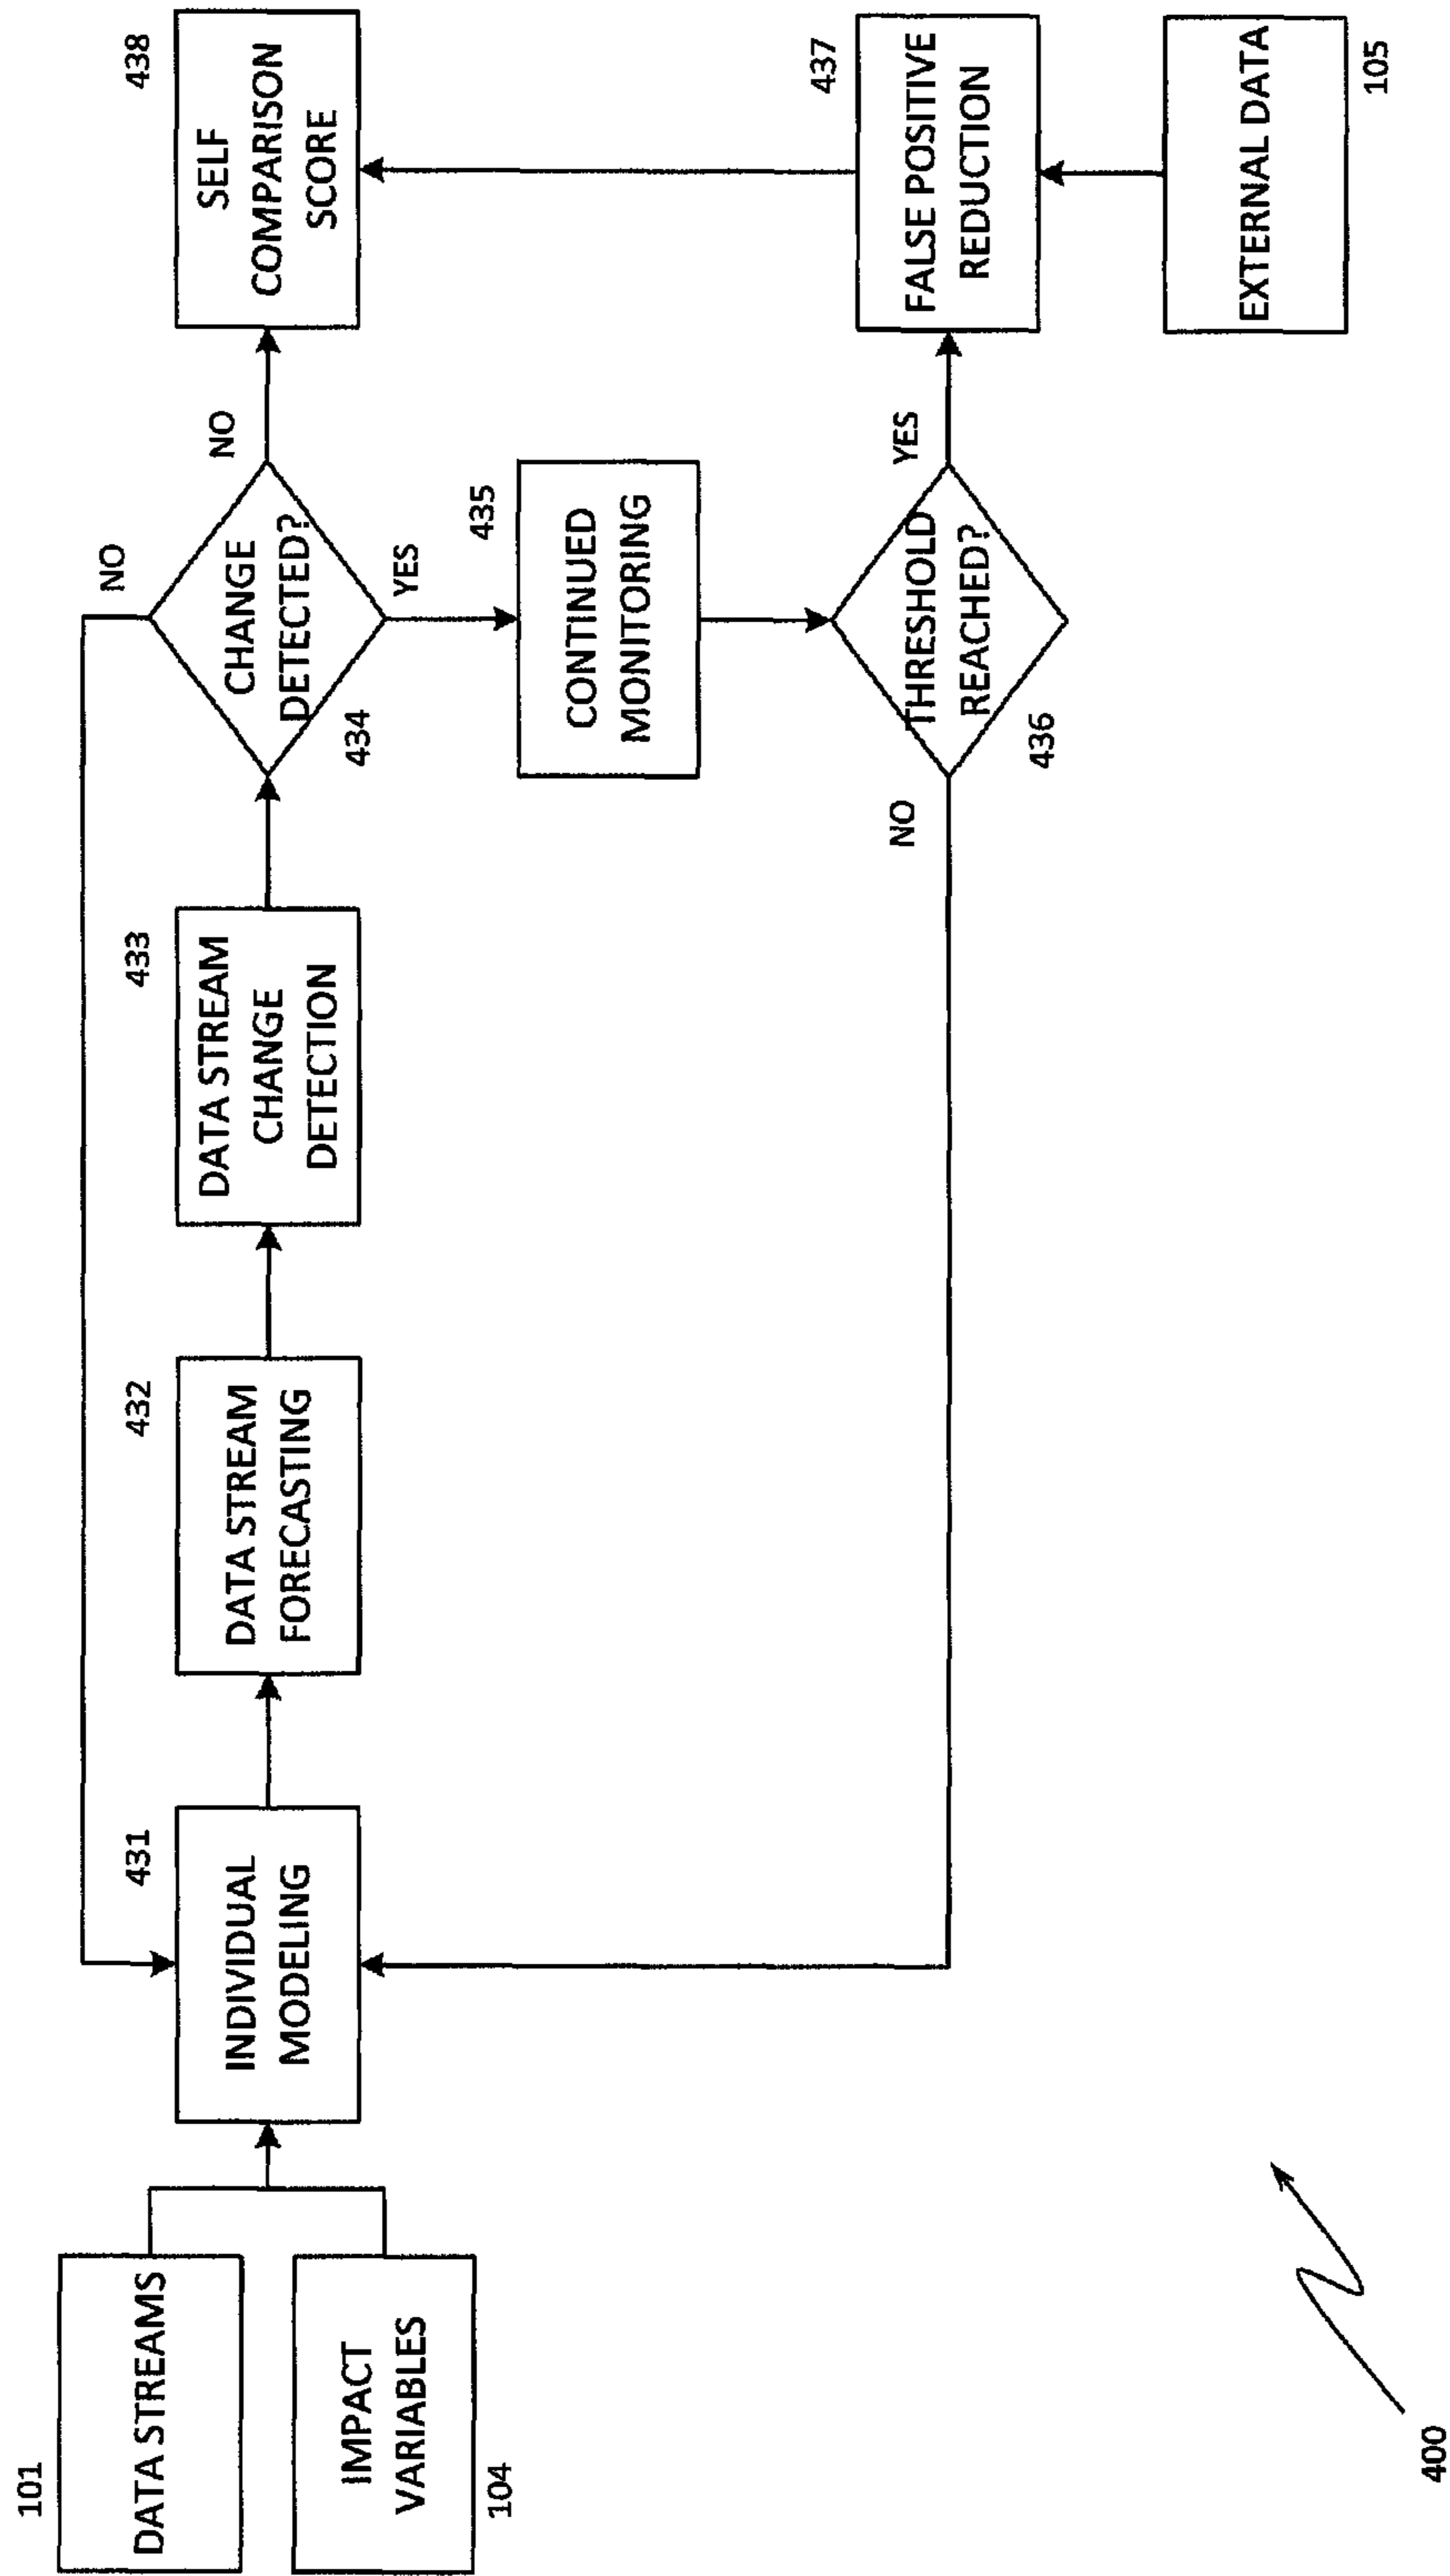 101
DATA STREAMS
IMPACT
VARIABLES
104
431
INDIVIDUAL
MODELING
432
DATA STREAM
FORECASTING
433
DATA STREAM
CHANGE
DETECTION
NO
CHANGE
DETECTED?
434
NO
YES
438
SELF
COMPARISON
SCORE
435
CONTINUED
MONITORING
NO
THRESHOLD
REACHED?
436
YES
437
FALSE POSITIVE
REDUCTION
EXTERNAL DATA
105
400